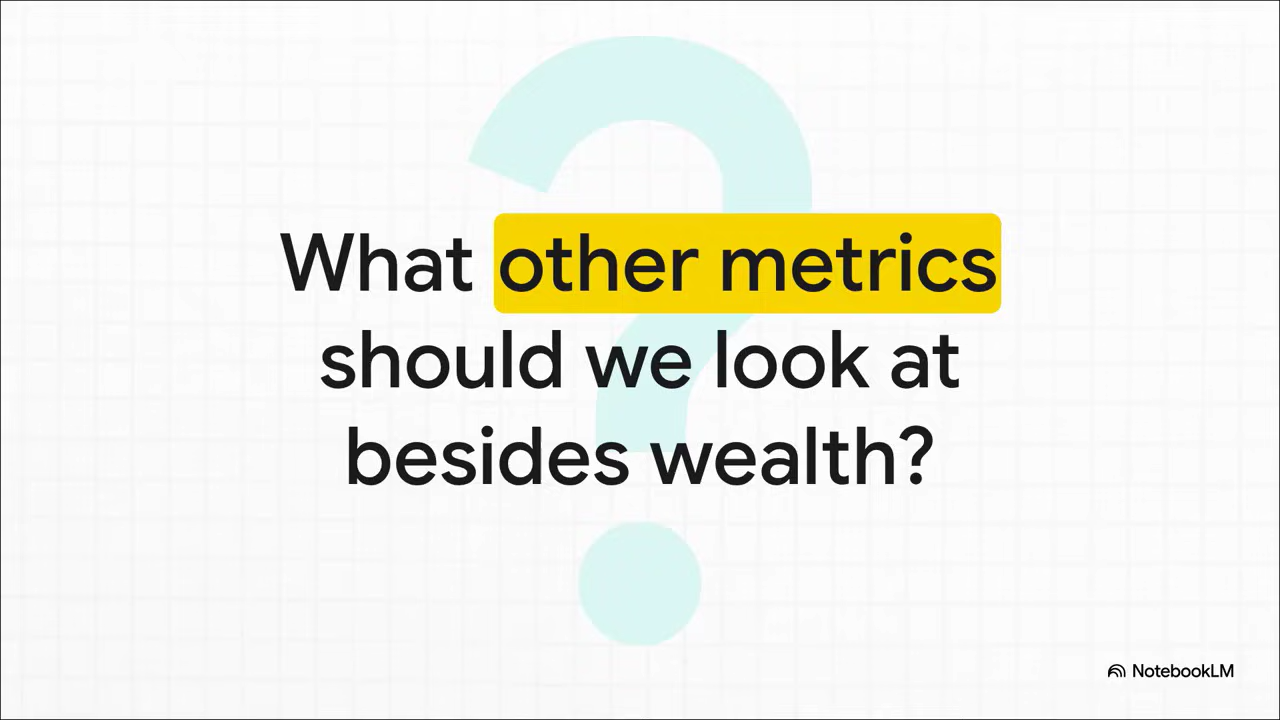 What other metrics
should we look at
besides wealth?
NotebookLM